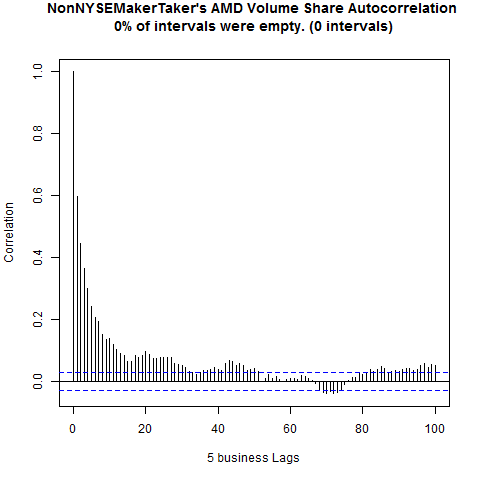 NonNYSEMakerTaker's AMD Volume Share Autocorrelation
0% of intervals were empty. (0 intervals)
Correlation
1.0
0.8
0.6
0.4
0.2
0.0
0 20 40 60 80 100
5 business Lags